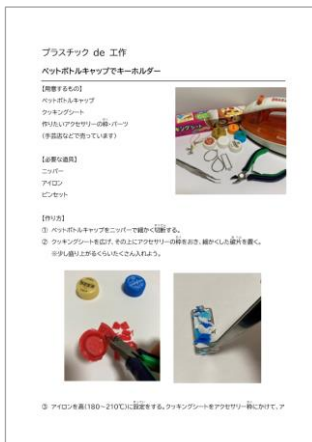 プラスチック de 工作
ペットボトルキャップでキーホルダー
【用意するもの】
ペットボトルキャップ
クッキングシート
作りたいアクセサリーの枠・パーツ
(手芸店などで売っています)
【必要な道具】
ニッパー
アイロン
ピンセット
【作り方】
① ペットボトルキャップをニッパーで細かく切断する。
② クッキングシートを広げ、その上にアクセサリーの枠をおき、細かくした破片を置く。
※少し盛り上がるくらいたくさん入れよう。
③ アイロンを高(180~210℃)に設定をする。クッキングシートをアクセサリー枠にかけて、ア